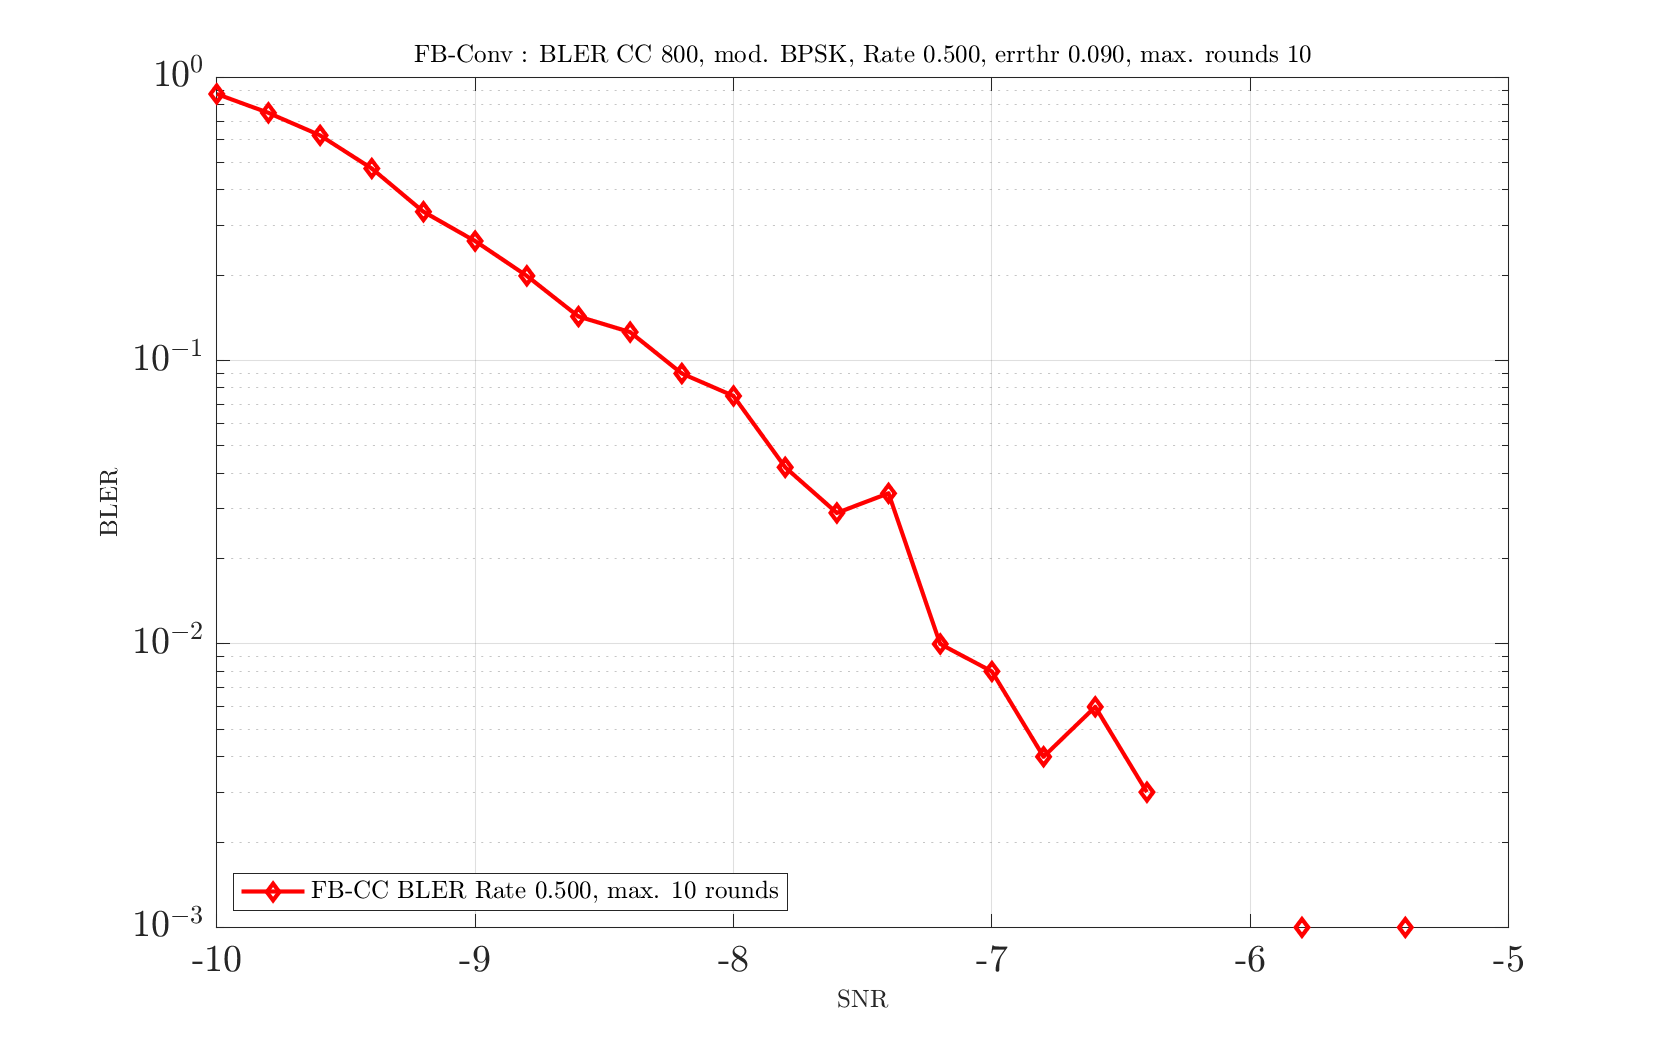 FB-Conv : BLER CC 800, mod. BPSK, Rate 0.500, errthr 0.090, max. rounds 10
10^0
10^−1
10^−2
10^−3
BLER
FB-CC BLER Rate 0.500, max. 10 rounds
-10 -9 -8 -7 -6 -5
SNR